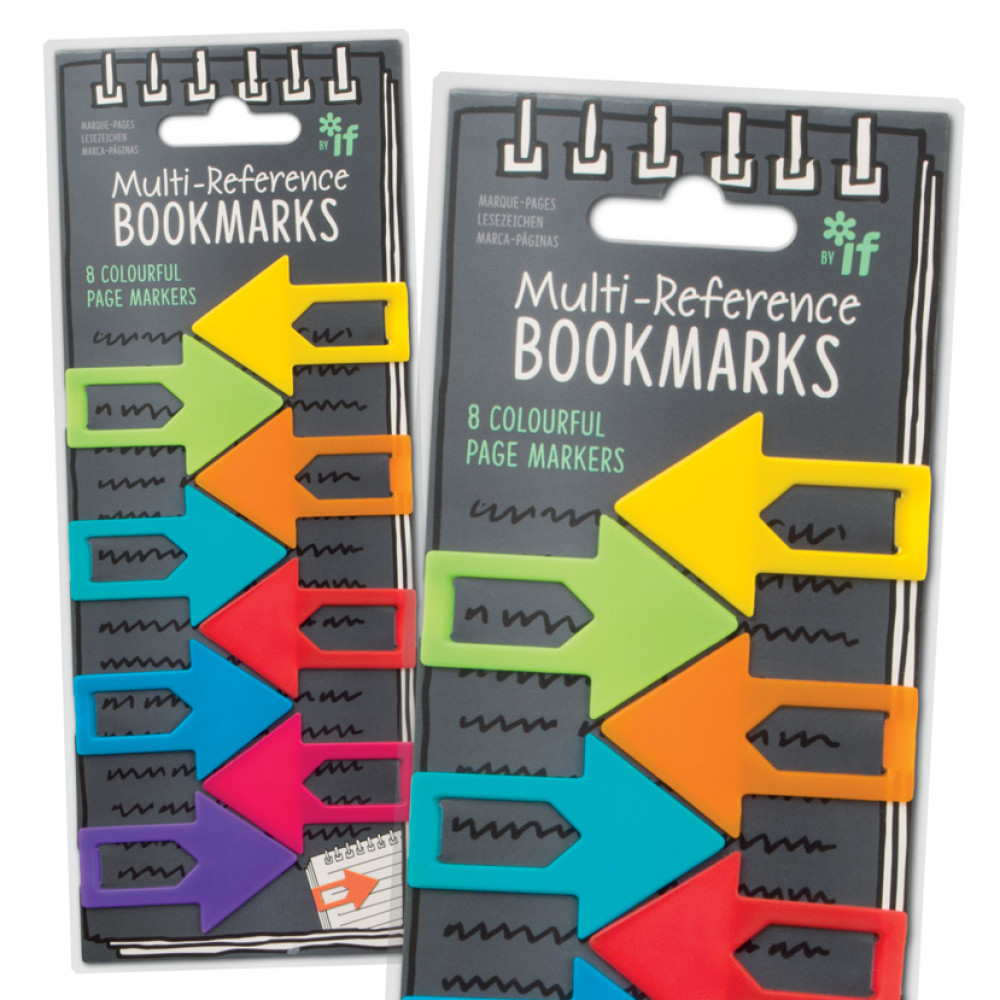 MARQUE-PAGES
LESEZEICHEN
MARCA-PÁGINAS
BY if
Multi-Reference
BOOKMARKS
8 COLOURFUL
PAGE MARKERS
MARQUE-PAGES
LESEZEICHEN
MARCA-PÁGINAS
BY if
Multi-Reference
BOOKMARKS
8 COLOURFUL
PAGE MARKERS